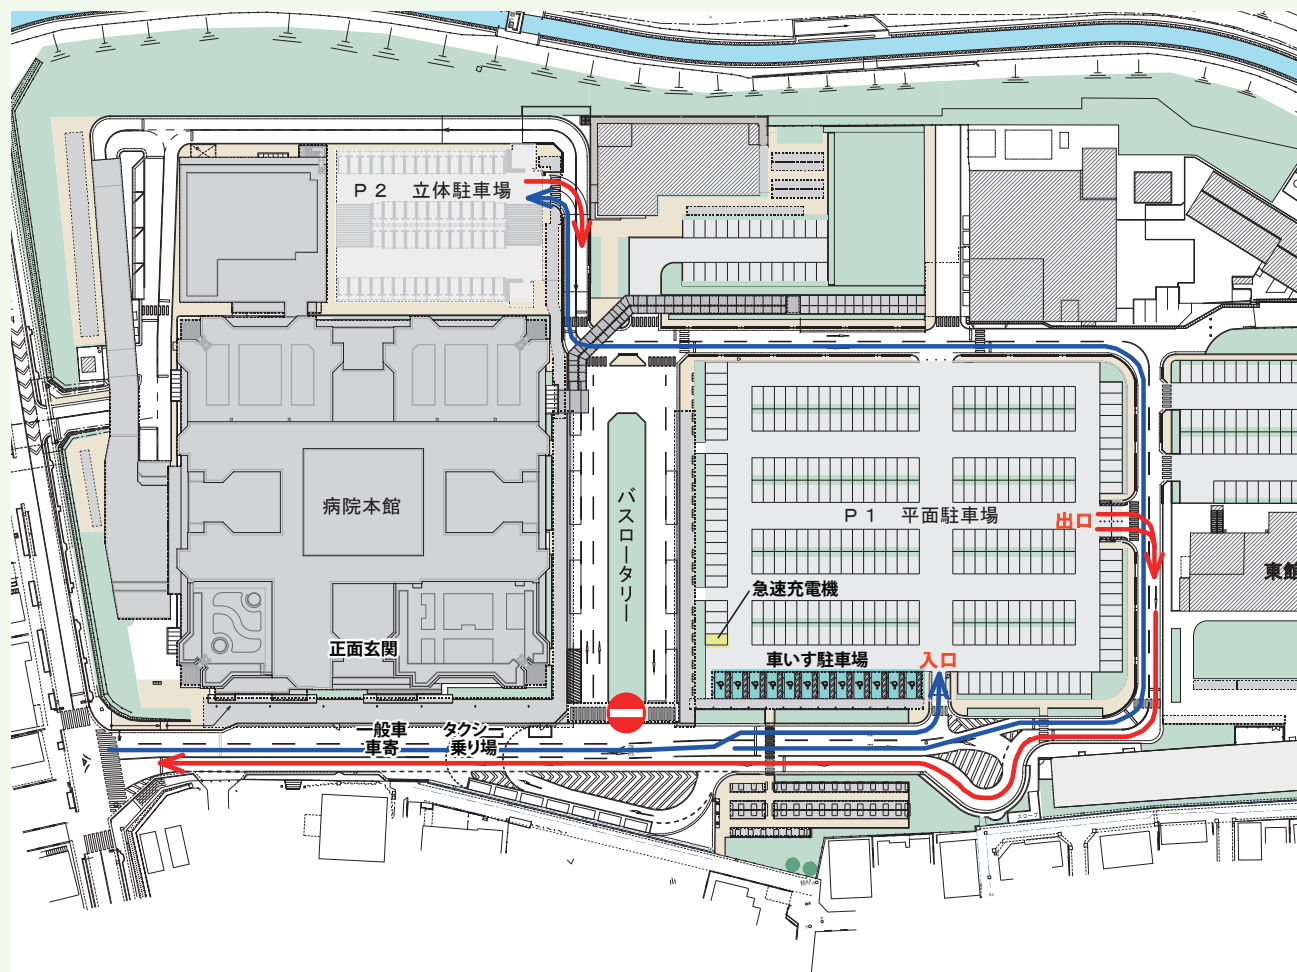 P2 立体駐車場
病院本館
バスロータリー
P1 平面駐車場
出口
東館
急速充電機
正面玄関
車いす駐車場
入口
一般車
車寄
タクシー
乗り場